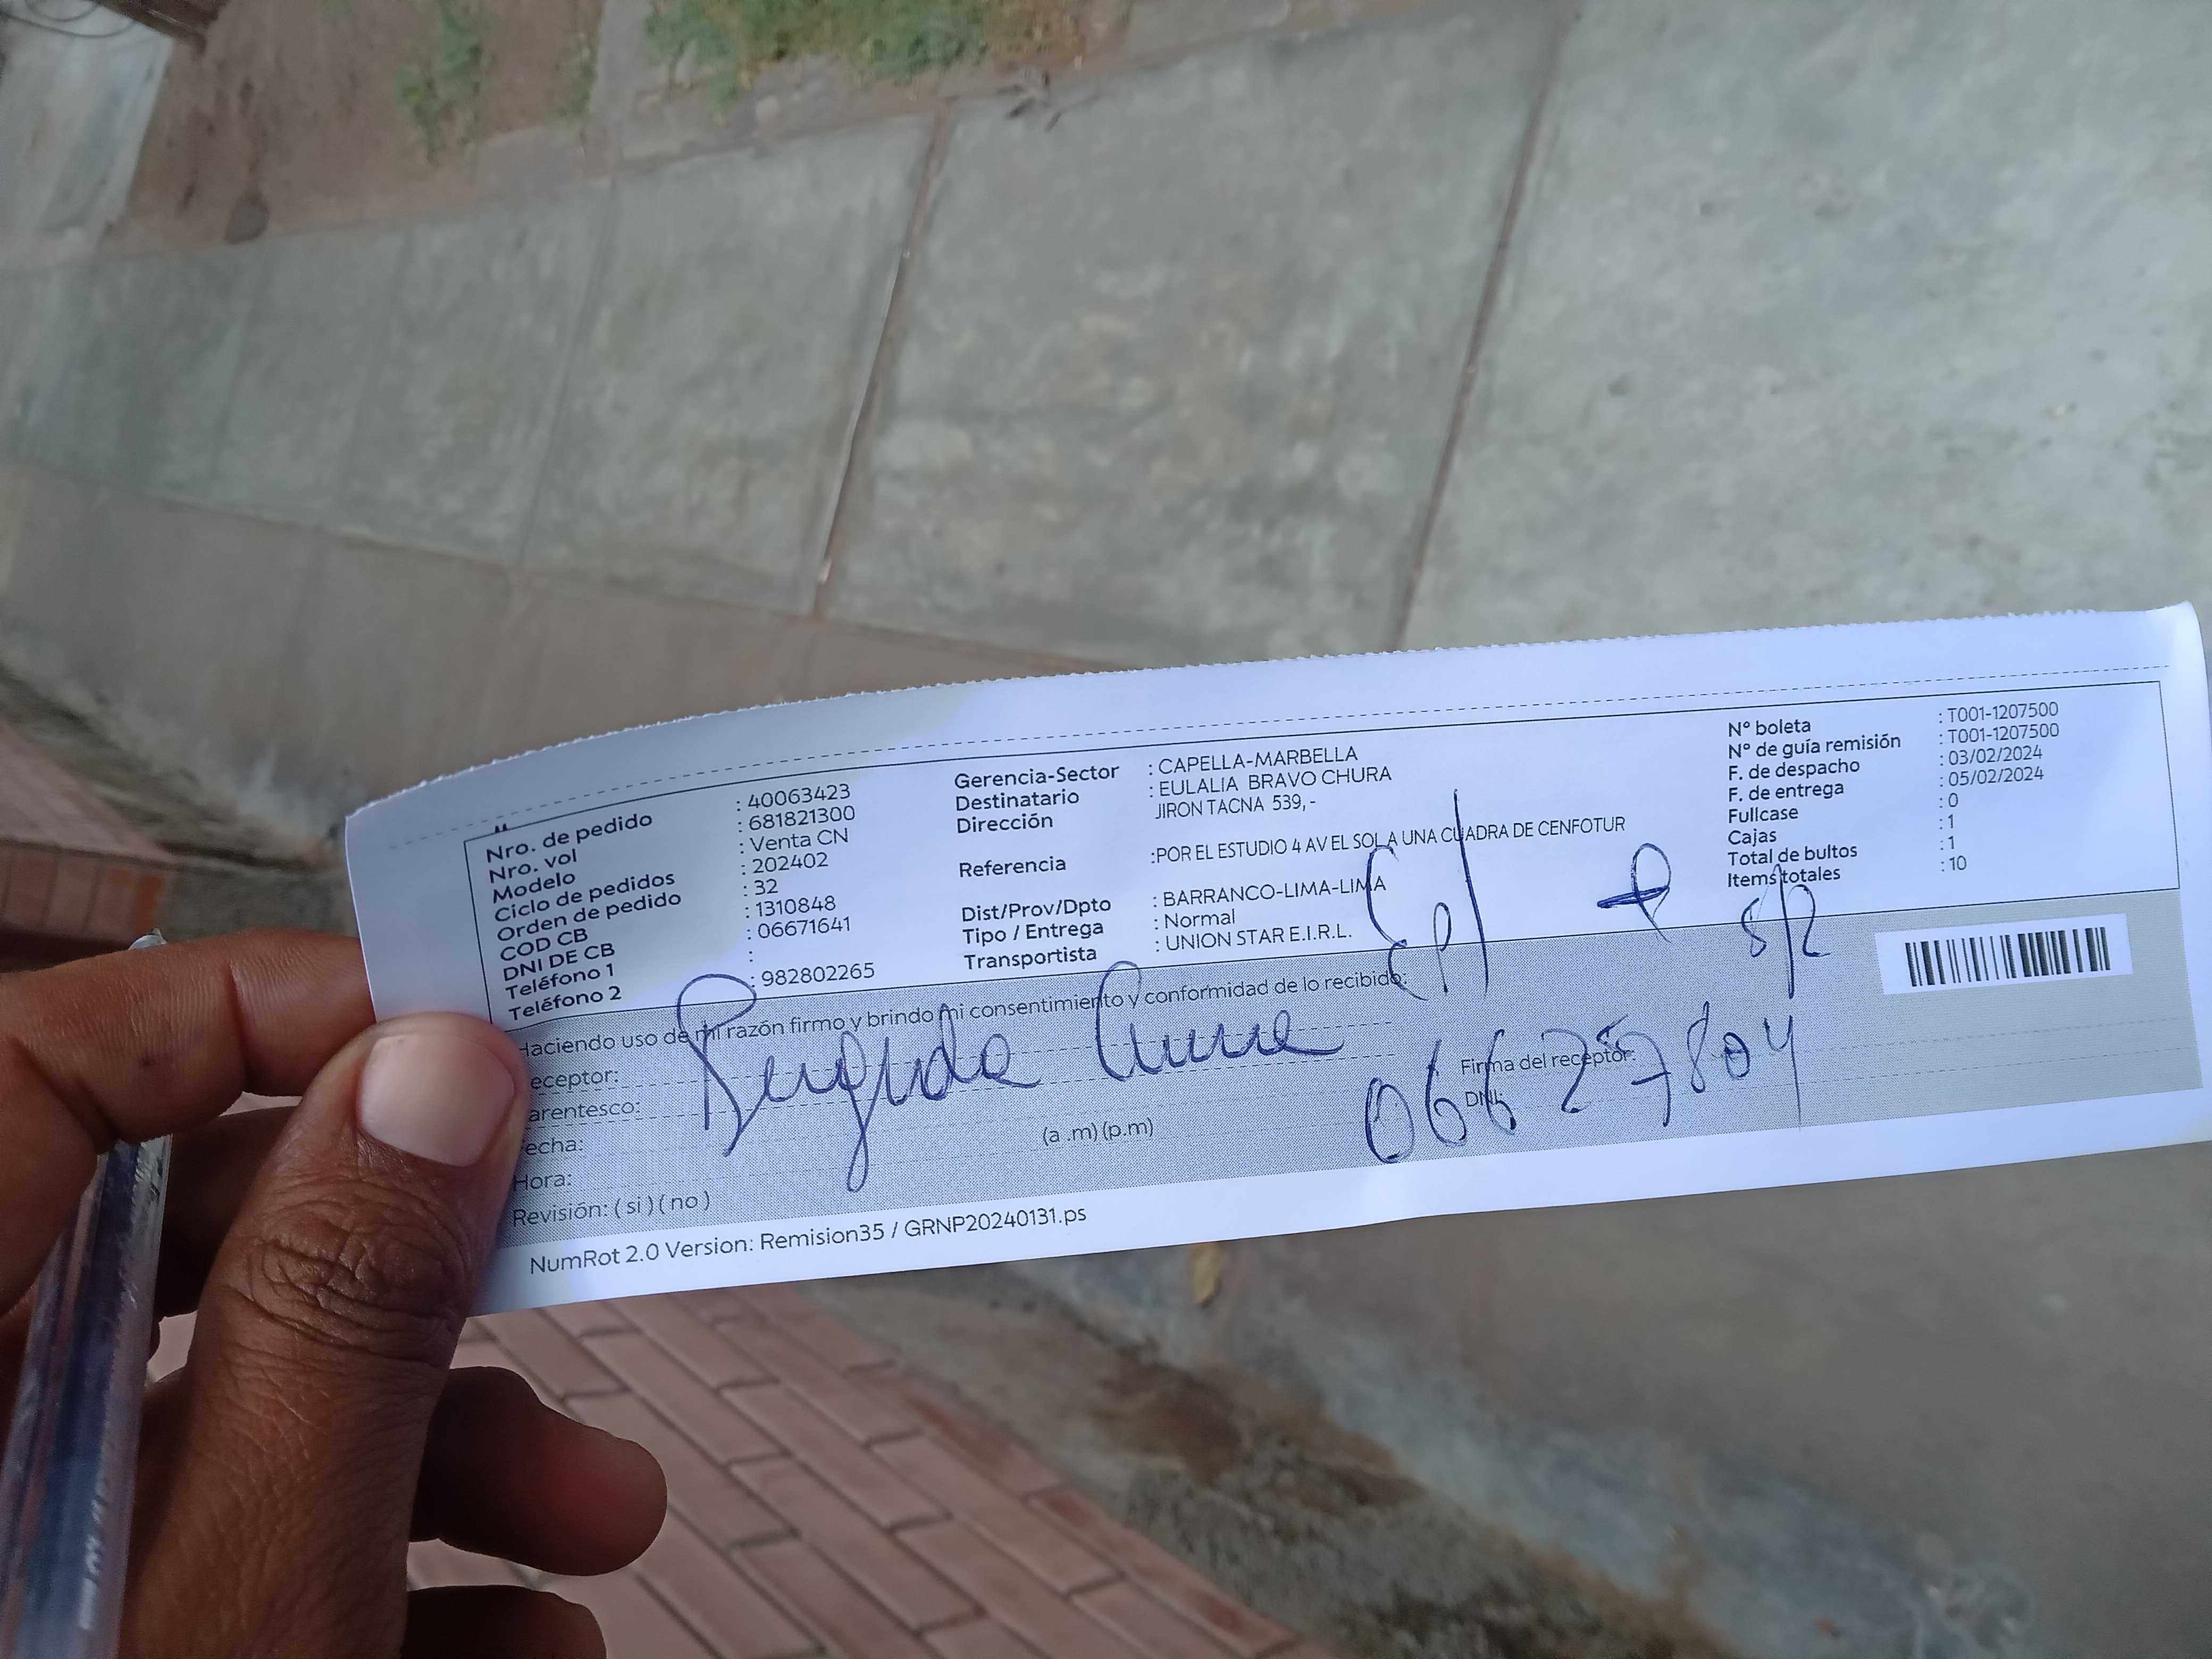 Nro. de pedido : 40063423
Nro. vol : 681821300
Modelo : Venta CN
Ciclo de pedidos : 202402
Orden de pedido : 32
COD CB : 1310848
DNI DE CB : 06671641
Teléfono 1 :
Teléfono 2 : 982802265
Gerencia-Sector : CAPELLA-MARBELLA
Destinatario : EULALIA BRAVO CHURA
Dirección JIRON TACNA 539,-
Referencia :POR EL ESTUDIO 4 AV EL SOL A UNA CUADRA DE CENFOTUR
Dist/Prov/Dpto : BARRANCO-LIMA-LIMA
Tipo / Entrega : Normal
Transportista : UNION STAR E.I.R.L.
N° boleta : T001-1207500
N° de guía remisión : T001-1207500
F. de despacho : 03/02/2024
F. de entrega : 05/02/2024
Fullcase : 0
Cajas : 1
Total de bultos : 1
Items totales : 10
Haciendo uso de mi razón firmo y brindo mi consentimiento y conformidad de lo recibido:
eceptor:
arentesco:
echa:
Hora: (a .m) (p.m)
Revisión: ( si ) ( no )
Firma del receptor:
DNI:
06627804
NumRot 2.0 Version: Remision35 / GRNP20240131.ps